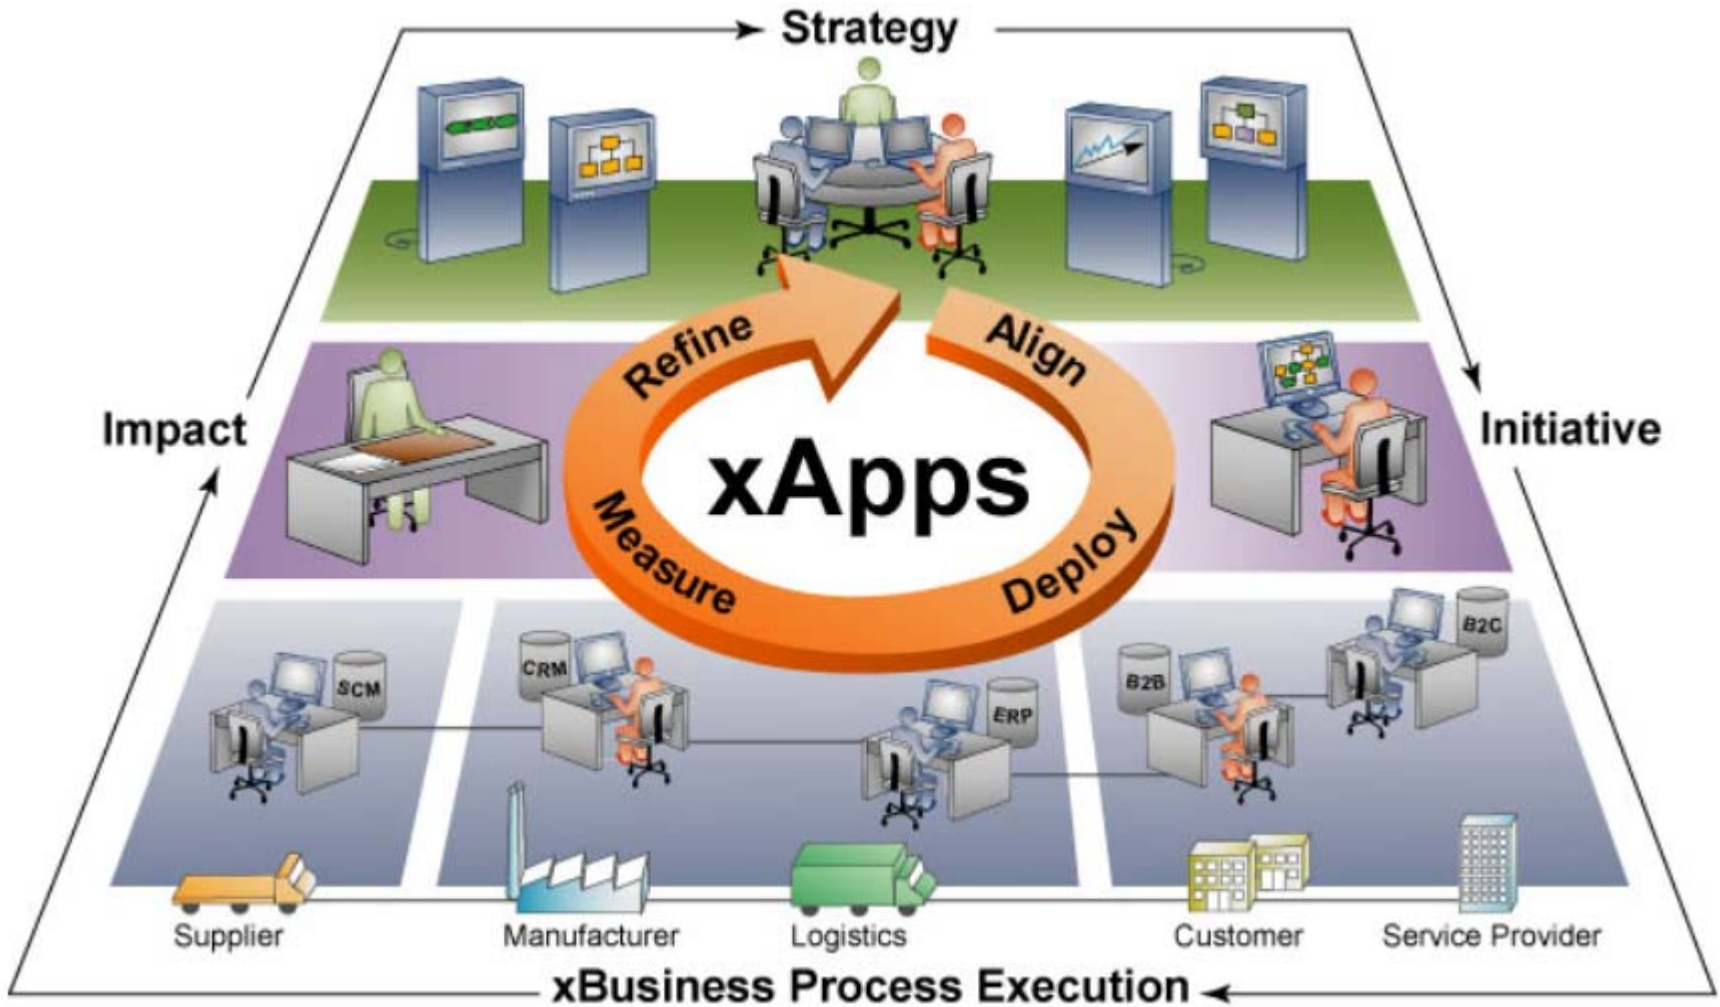 Strategy
Refine
Align
Impact
xApps
Initiative
Measure
Deploy
SCM
CRM
ERP
B2B
B2C
Supplier
Manufacturer
Logistics
Customer
Service Provider
xBusiness Process Execution